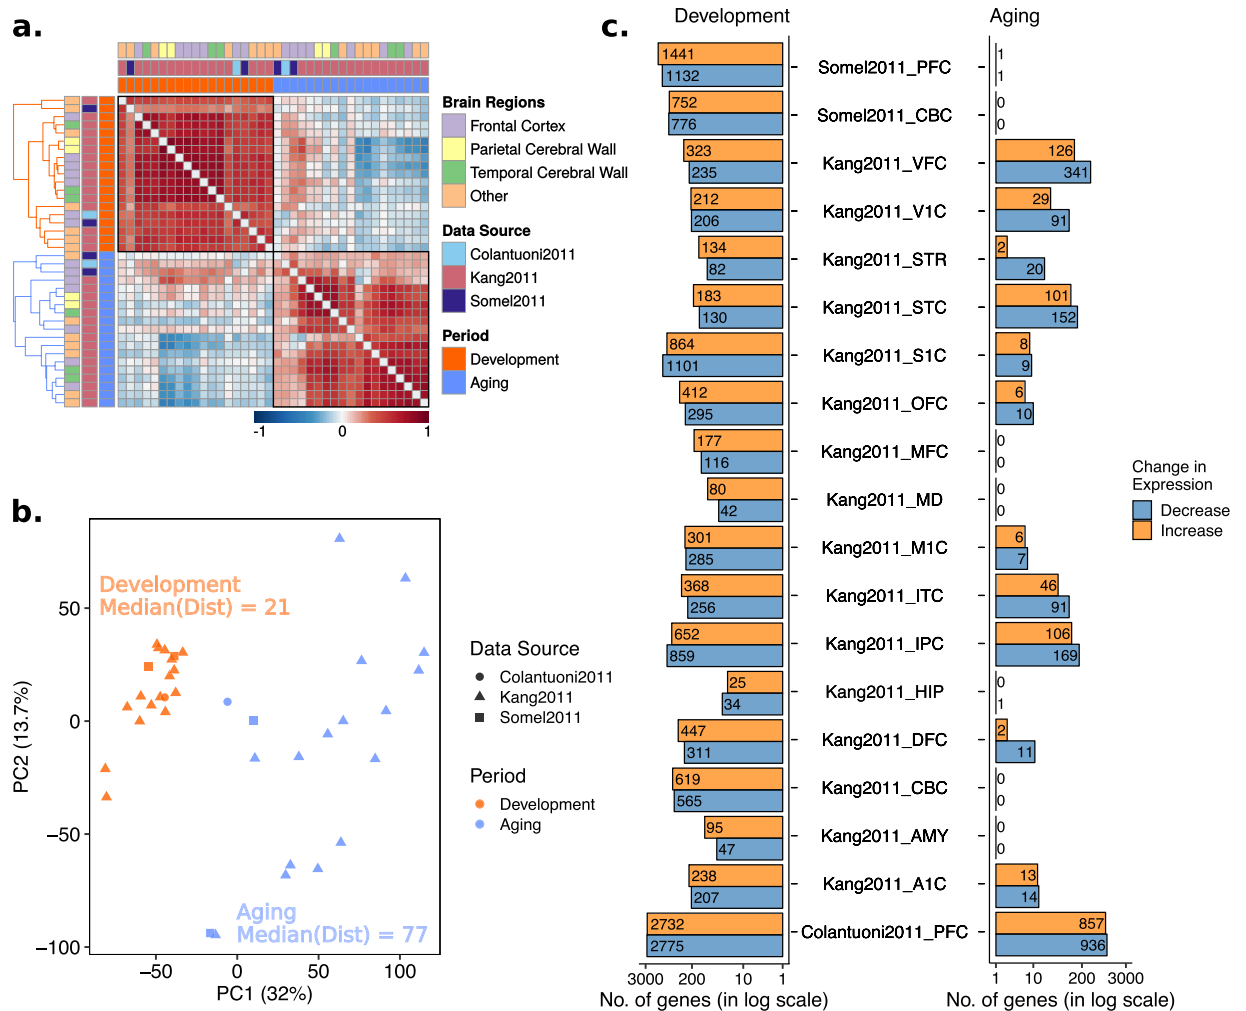 a.
Brain Regions
Frontal Cortex
Parietal Cerebral Wall
Temporal Cerebral Wall
Other
Data Source
Colantuoni2011
Kang2011
Somel2011
Period
Development
Aging
-1 0 1
b.
Development
Median(Dist) = 21
Aging
Median(Dist) = 77
50
0
−50
−100
−50 0 50 100
PC1 (32%)
PC2 (13.7%)
Data Source
Colantuoni2011
Kang2011
Somel2011
Period
Development
Aging
c.
Development Aging
1441 1
Somel2011_PFC
1132 1
752 0
Somel2011_CBC
776 0
323 126
Kang2011_VFC
235 341
212 29
Kang2011_V1C
206 91
134 2
Kang2011_STR
82 20
183 101
Kang2011_STC
130 152
864 8
Kang2011_S1C
1101 9
412 6
Kang2011_OFC
295 10
177 0
Kang2011_MFC
116 0
80 0
Kang2011_MD
42 0
301 6
Kang2011_M1C
285 7
368 46
Kang2011_ITC
256 91
652 106
Kang2011_IPC
859 169
25 0
Kang2011_HIP
34 1
447 2
Kang2011_DFC
311 11
619 0
Kang2011_CBC
565 0
95 0
Kang2011_AMY
47 0
238 13
Kang2011_A1C
207 14
2732 857
Colantuoni2011_PFC
2775 936
3000 200 10 1 1 10 200 3000
No. of genes (in log scale) No. of genes (in log scale)
Change in
Expression
Decrease
Increase